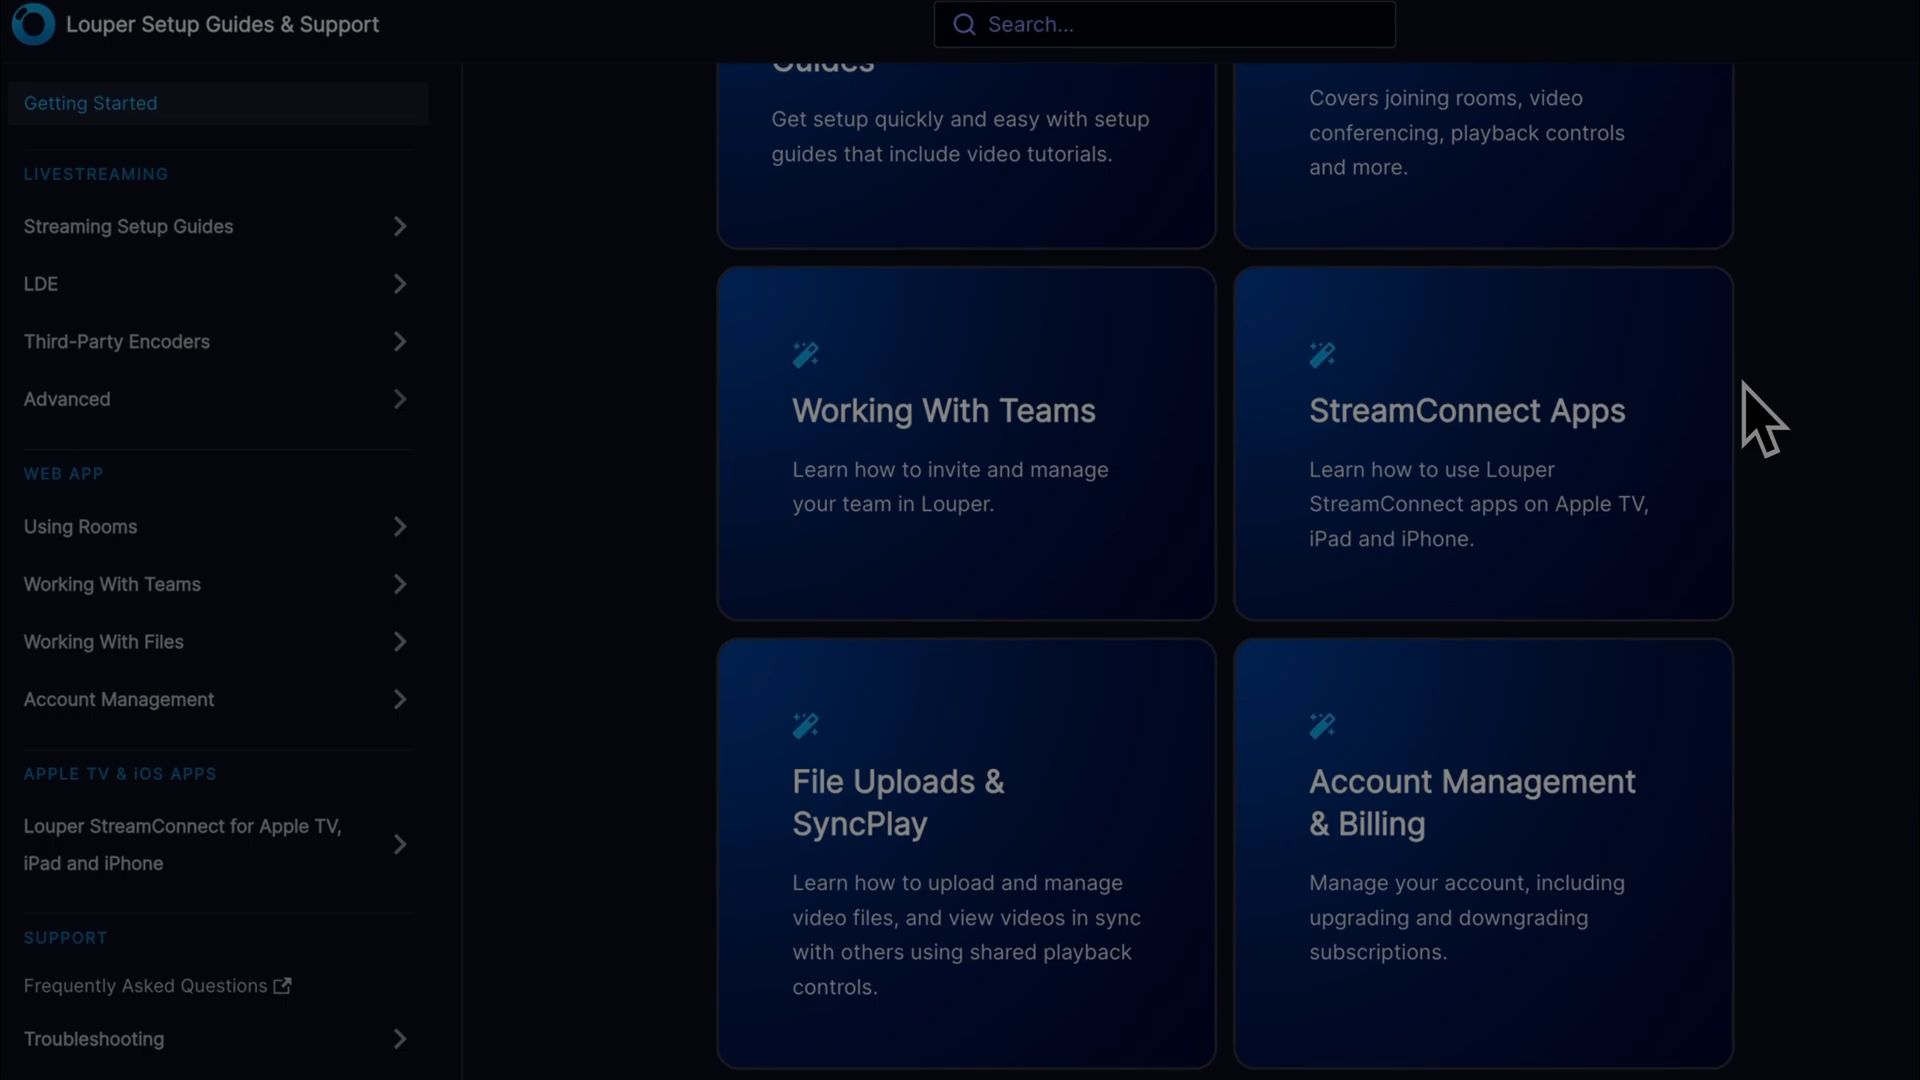 Louper Setup Guides & Support
Search...
Getting Started
LIVESTREAMING
Streaming Setup Guides
LDE
Third-Party Encoders
Advanced
WEB APP
Using Rooms
Working With Teams
Working With Files
Account Management
APPLE TV & iOS APPS
Louper StreamConnect for Apple TV,
iPad and iPhone
SUPPORT
Frequently Asked Questions
Troubleshooting
Guides
Get setup quickly and easy with setup
guides that include video tutorials.
Covers joining rooms, video
conferencing, playback controls
and more.
Working With Teams
Learn how to invite and manage
your team in Louper.
StreamConnect Apps
Learn how to use Louper
StreamConnect apps on Apple TV,
iPad and iPhone.
File Uploads &
SyncPlay
Learn how to upload and manage
video files, and view videos in sync
with others using shared playback
controls.
Account Management
& Billing
Manage your account, including
upgrading and downgrading
subscriptions.